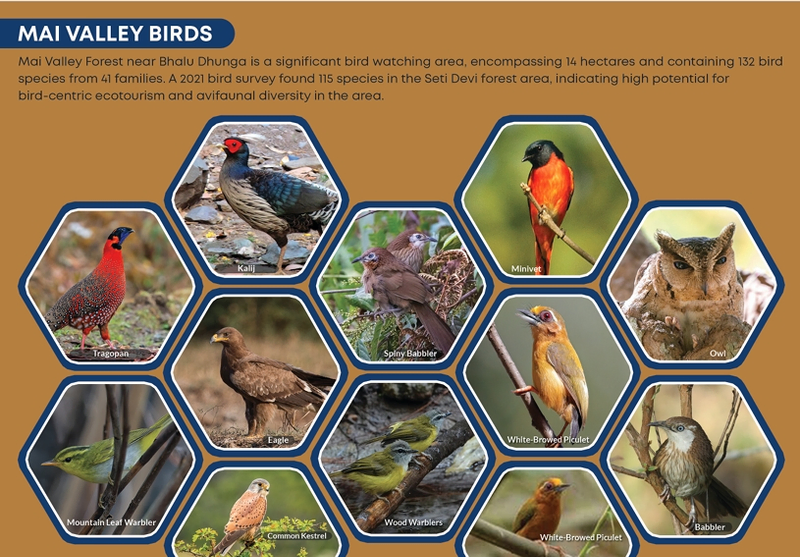 MAI VALLEY BIRDS
Mai Valley Forest near Bhalu Dhunga is a significant bird watching area, encompassing 14 hectares and containing 132 bird
species from 41 families. A 2021 bird survey found 115 species in the Seti Devi forest area, indicating high potential for
bird-centric ecotourism and avifaunal diversity in the area.
Kalij
Minivet
Tragopan
Spiny Babbler
Owl
Eagle
White-Browed Piculet
Mountain Leaf Warbler
Wood Warblers
Babbler
Common Kestrel
White-Browed Piculet